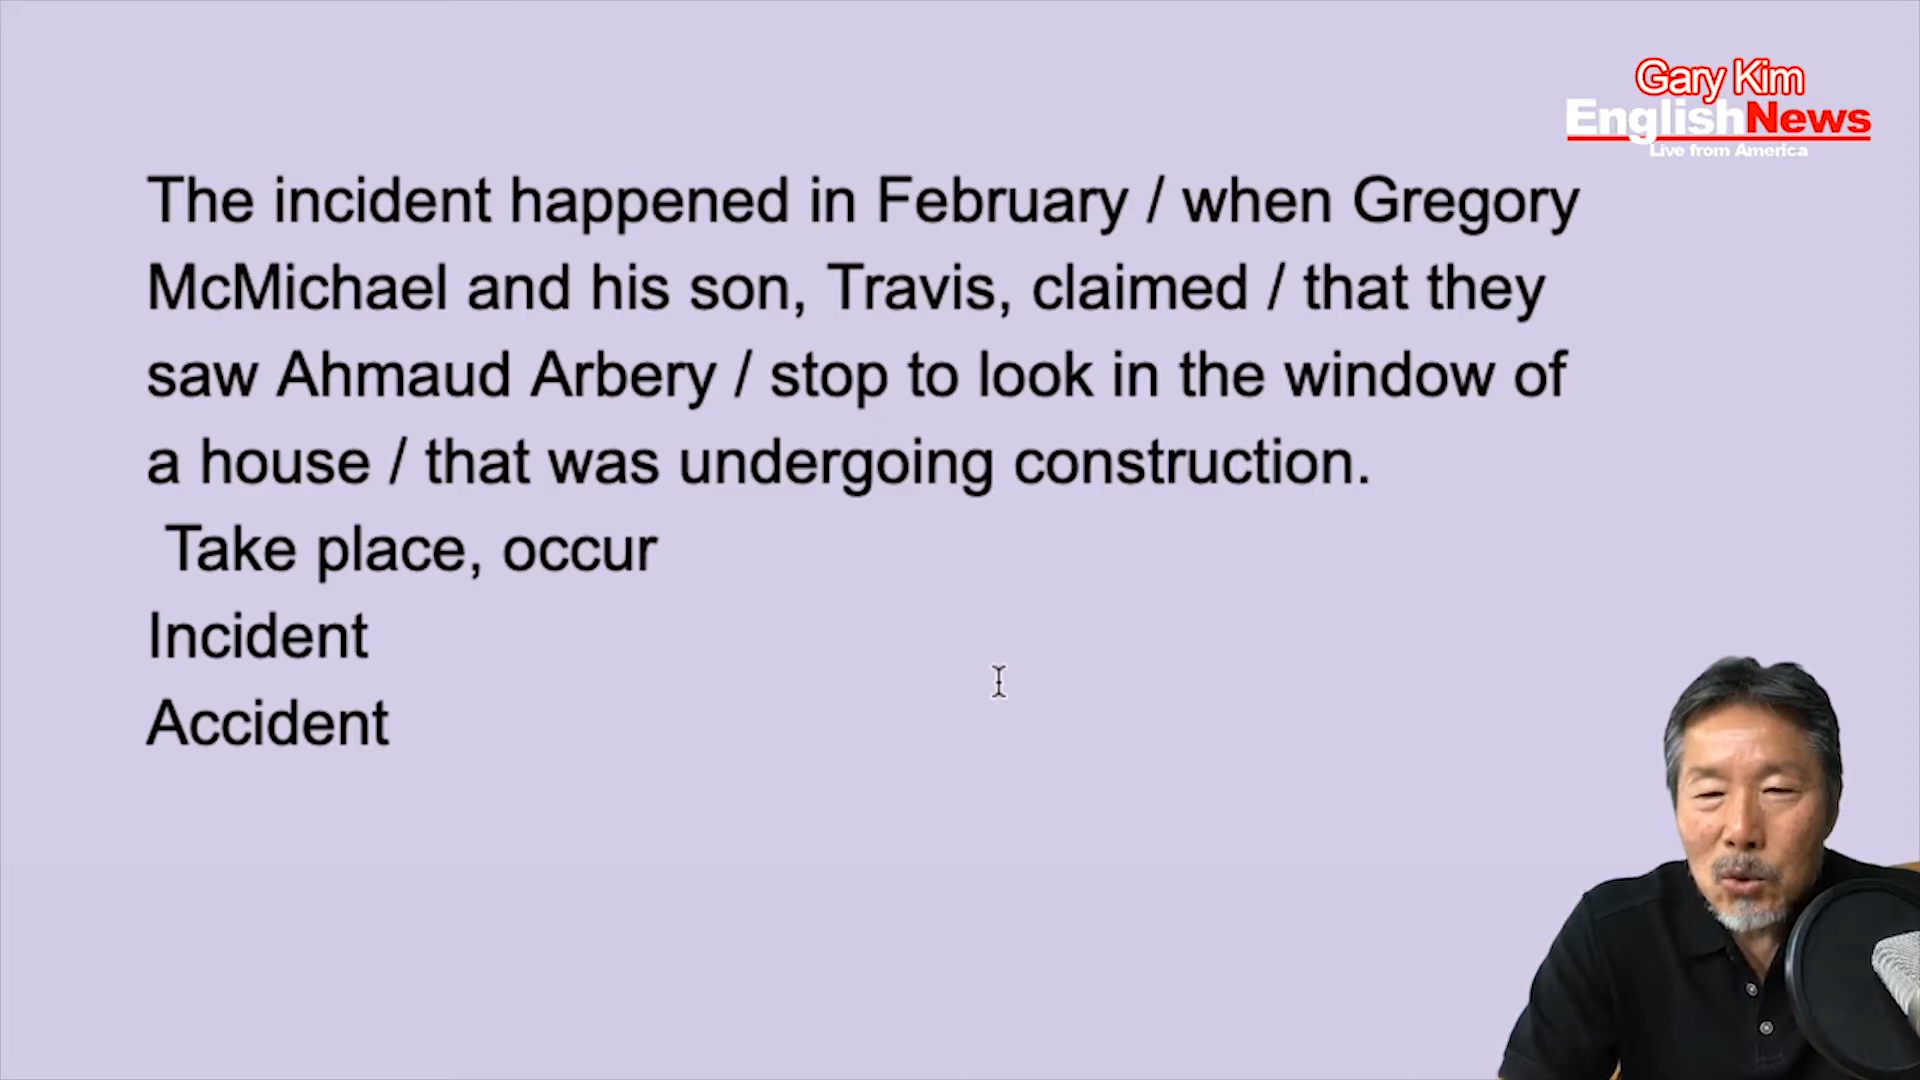 Gary Kim
EnglishNews
Live from America
The incident happened in February / when Gregory
McMichael and his son, Travis, claimed / that they
saw Ahmaud Arbery / stop to look in the window of
a house / that was undergoing construction.
Take place, occur
Incident
Accident